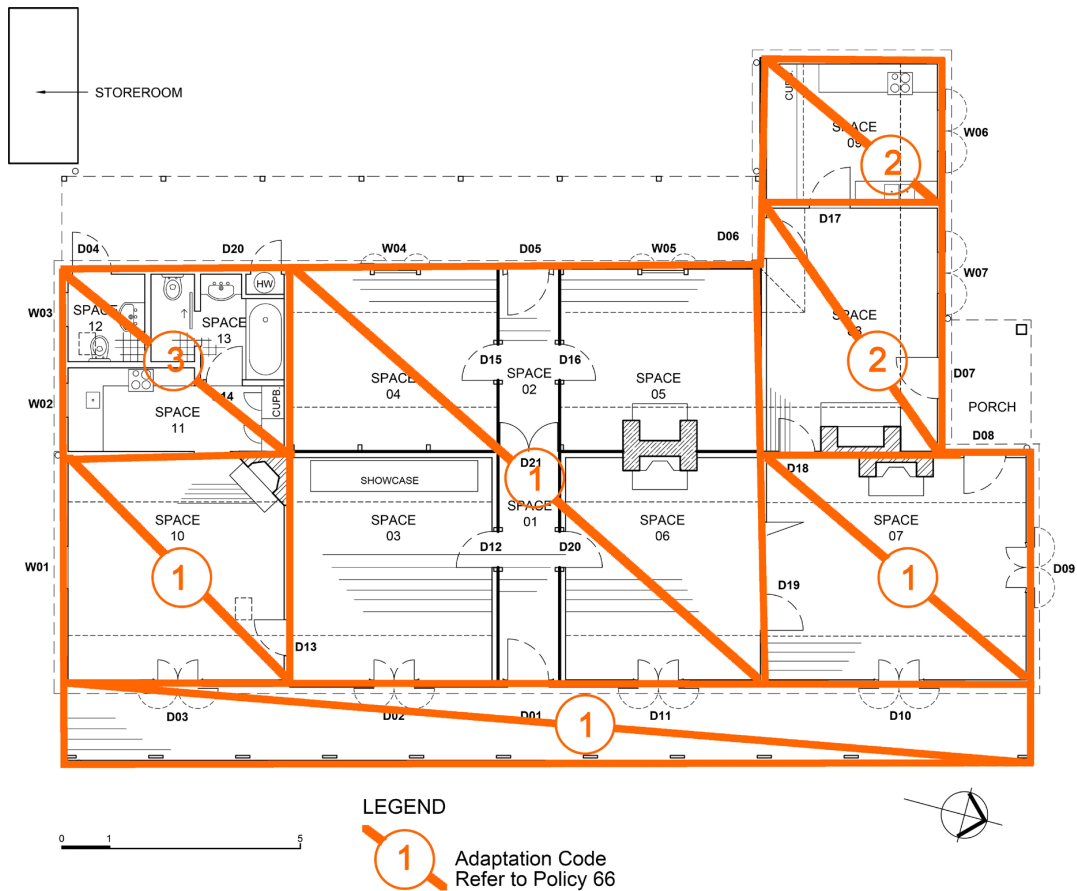 STOREROOM
CUPB.
SPACE
09
W06
2
D17
D06
D04
D20
W04
D05
W05
W07
HW
W03
SPACE
12
SPACE
13
3
2
D15
D16
SPACE
02
SPACE
04
SPACE
05
D07
PORCH
W02
SPACE
11
CUPB.
D08
D21
D18
SHOWCASE
1
SPACE
10
SPACE
03
SPACE
01
SPACE
06
SPACE
07
D12
D20
W01
1
1
D09
D19
D13
D03
D02
D01
D11
D10
1
LEGEND
0 1 5
1
Adaptation Code
Refer to Policy 66